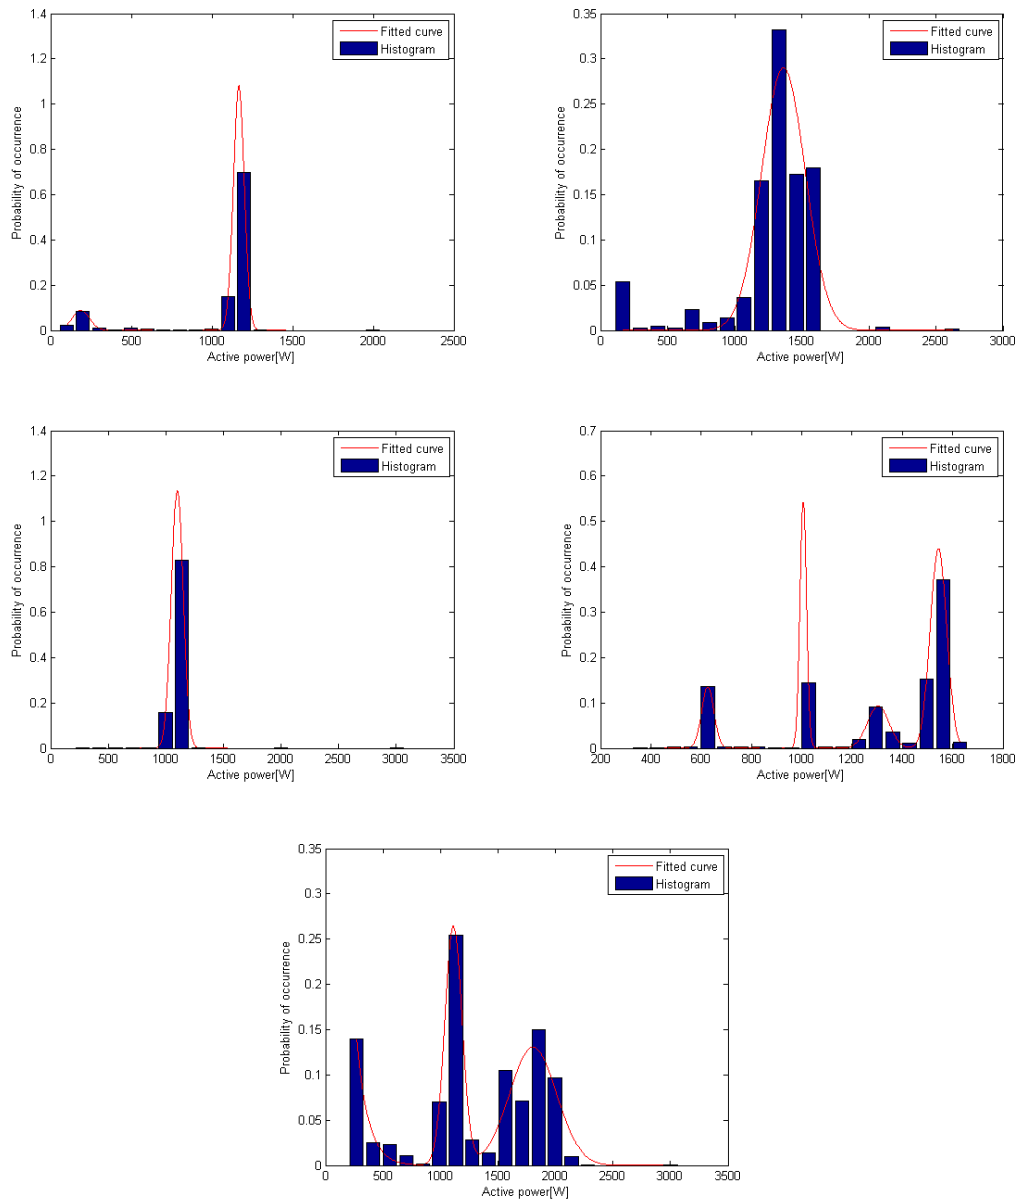 1.4
1.2
1
0.8
0.6
0.4
0.2
0
0 500 1000 1500 2000 2500
Probability of occurrence
Active power[W]
Fitted curve
Histogram
0.35
0.3
0.25
0.2
0.15
0.1
0.05
0
0 500 1000 1500 2000 2500 3000
Probability of occurrence
Active power[W]
Fitted curve
Histogram
1.4
1.2
1
0.8
0.6
0.4
0.2
0
0 500 1000 1500 2000 2500 3000 3500
Probability of occurrence
Active power[W]
Fitted curve
Histogram
0.7
0.6
0.5
0.4
0.3
0.2
0.1
0
200 400 600 800 1000 1200 1400 1600 1800
Probability of occurrence
Active power[W]
Fitted curve
Histogram
0.35
0.3
0.25
0.2
0.15
0.1
0.05
0
0 500 1000 1500 2000 2500 3000 3500
Probability of occurrence
Active power[W]
Fitted curve
Histogram